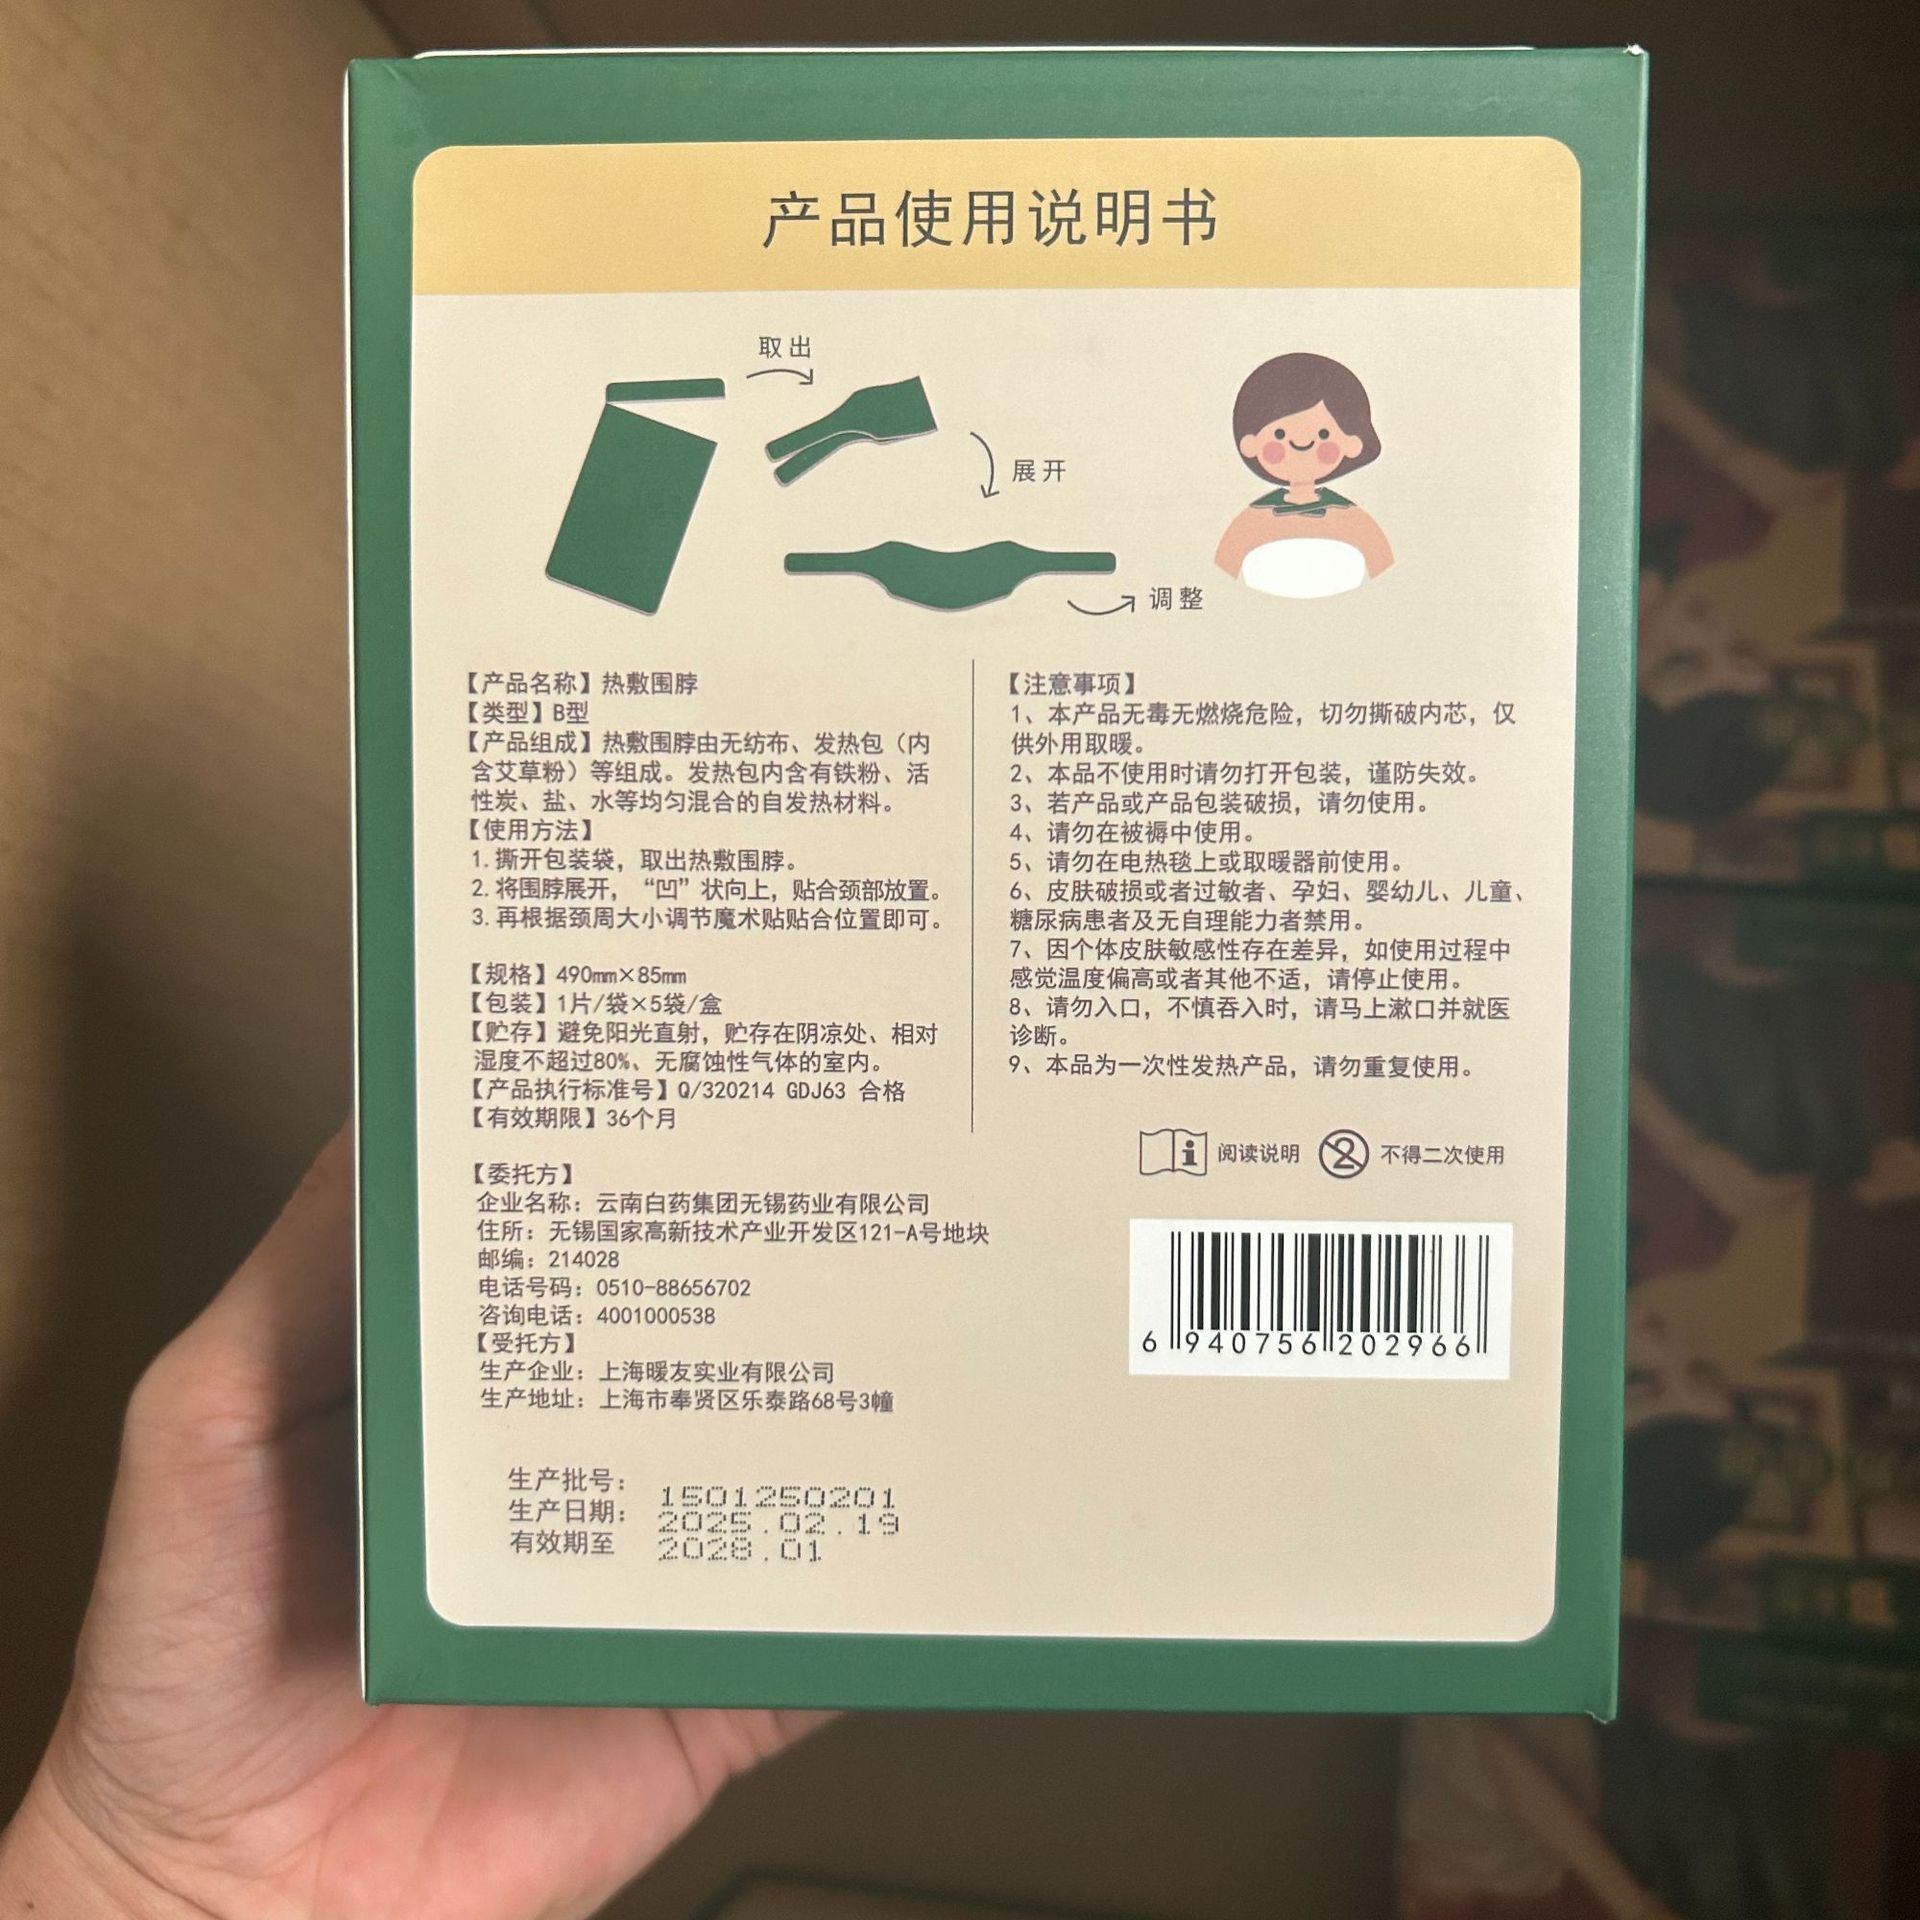 产品使用说明书
取出
展开
调整
【产品名称】热敷围脖
【类型】B型
【产品组成】热敷围脖由无纺布、发热包（内
含艾草粉）等组成。发热包内含有铁粉、活
性炭、盐、水等均匀混合的自发热材料。
【使用方法】
1.撕开包装袋，取出热敷围脖。
2.将围脖展开，“凹”状向上，贴合颈部放置。
3.再根据颈周大小调节魔术贴贴合位置即可。
【规格】490mm×85mm
【包装】1片/袋×5袋/盒
【贮存】避免阳光直射，贮存在阴凉处、相对
湿度不超过80%、无腐蚀性气体的室内。
【产品执行标准号】Q/320214 GDJ63 合格
【有效期限】36个月
【委托方】
企业名称：云南白药集团无锡药业有限公司
住所：无锡国家高新技术产业开发区121-A号地块
邮编：214028
电话号码：0510-88656702
咨询电话：4001000538
【受托方】
生产企业：上海暖友实业有限公司
生产地址：上海市奉贤区乐泰路68号3幢
生产批号：1501250201
生产日期：2025.02.19
有效期至 2028.01
【注意事项】
1、本产品无毒无燃烧危险，切勿撕破内芯，仅
供外用取暖。
2、本品不使用时请勿打开包装，谨防失效。
3、若产品或产品包装破损，请勿使用。
4、请勿在被褥中使用。
5、请勿在电热毯上或取暖器前使用。
6、皮肤破损或者过敏者、孕妇、婴幼儿、儿童、
糖尿病患者及无自理能力者禁用。
7、因个体皮肤敏感性存在差异，如使用过程中
感觉温度偏高或者其他不适，请停止使用。
8、请勿入口，不慎吞入时，请马上漱口并就医
诊断。
9、本品为一次性发热产品，请勿重复使用。
阅读说明 2 不得二次使用
6 940756 202966